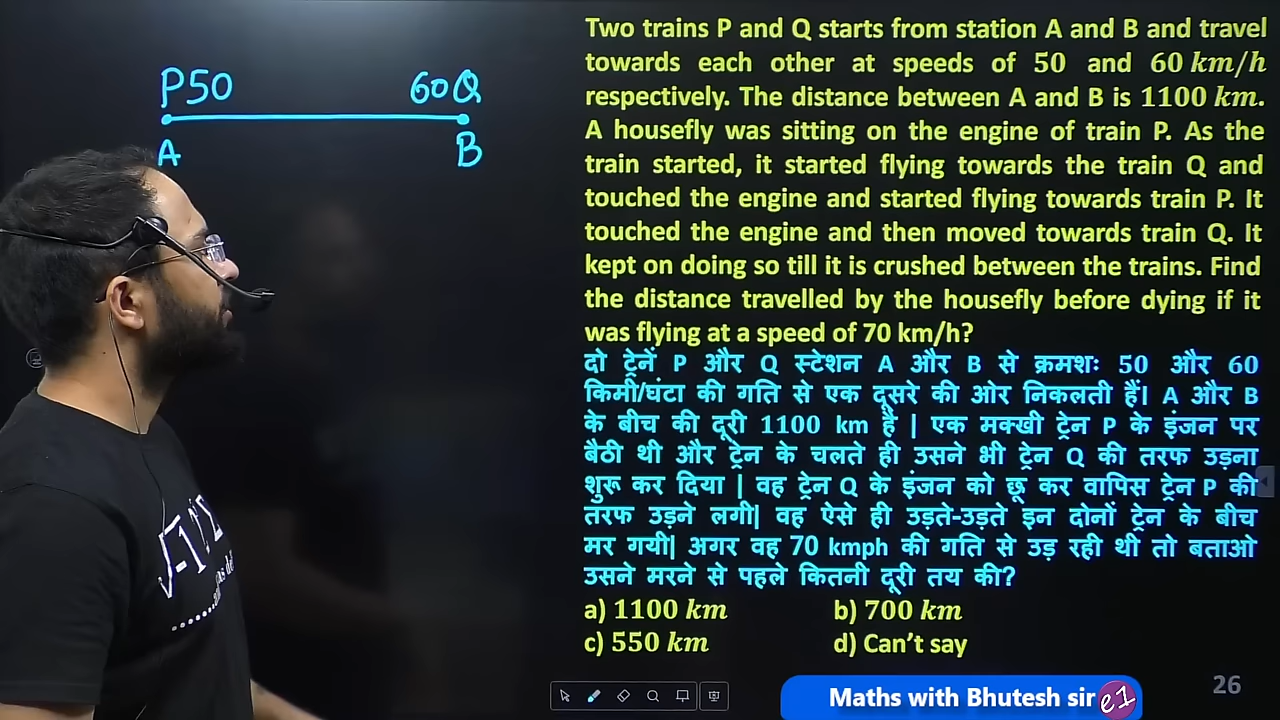 P50 60Q
A B
Two trains P and Q starts from station A and B and travel
towards each other at speeds of 50 and 60 km/h
respectively. The distance between A and B is 1100 km.
A housefly was sitting on the engine of train P. As the
train started, it started flying towards the train Q and
touched the engine and started flying towards train P. It
touched the engine and then moved towards train Q. It
kept on doing so till it is crushed between the trains. Find
the distance travelled by the housefly before dying if it
was flying at a speed of 70 km/h?
दो ट्रेनें P और Q स्टेशन A और B से क्रमशः 50 और 60
किमी/घंटा की गति से एक दूसरे की ओर निकलती हैं। A और B
के बीच की दूरी 1100 km है | एक मक्खी ट्रेन P के इंजन पर
बैठी थी और ट्रेन के चलते ही उसने भी ट्रेन Q की तरफ उड़ना
शुरू कर दिया | वह ट्रेन Q के इंजन को छू कर वापिस ट्रेन P की
तरफ उड़ने लगी| वह ऐसे ही उड़ते-उड़ते इन दोनों ट्रेन के बीच
मर गयी| अगर वह 70 kmph की गति से उड़ रही थी तो बताओ
उसने मरने से पहले कितनी दूरी तय की?
a) 1100 km b) 700 km
c) 550 km d) Can't say
Maths with Bhutesh sir e1
26